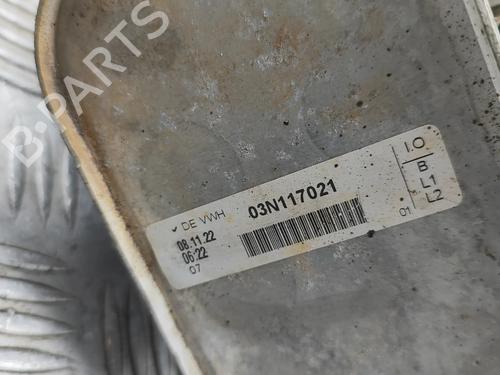 B-PARTS
✓ DE VWH
03N117021
08.11.22
06:22
07
I.O
B
L1
L2
01